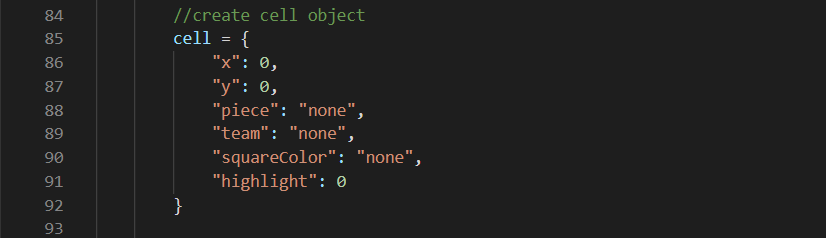 84 //create cell object
85 cell = {
86 "x": 0,
87 "y": 0,
88 "piece": "none",
89 "team": "none",
90 "squareColor": "none",
91 "highlight": 0
92 }
93